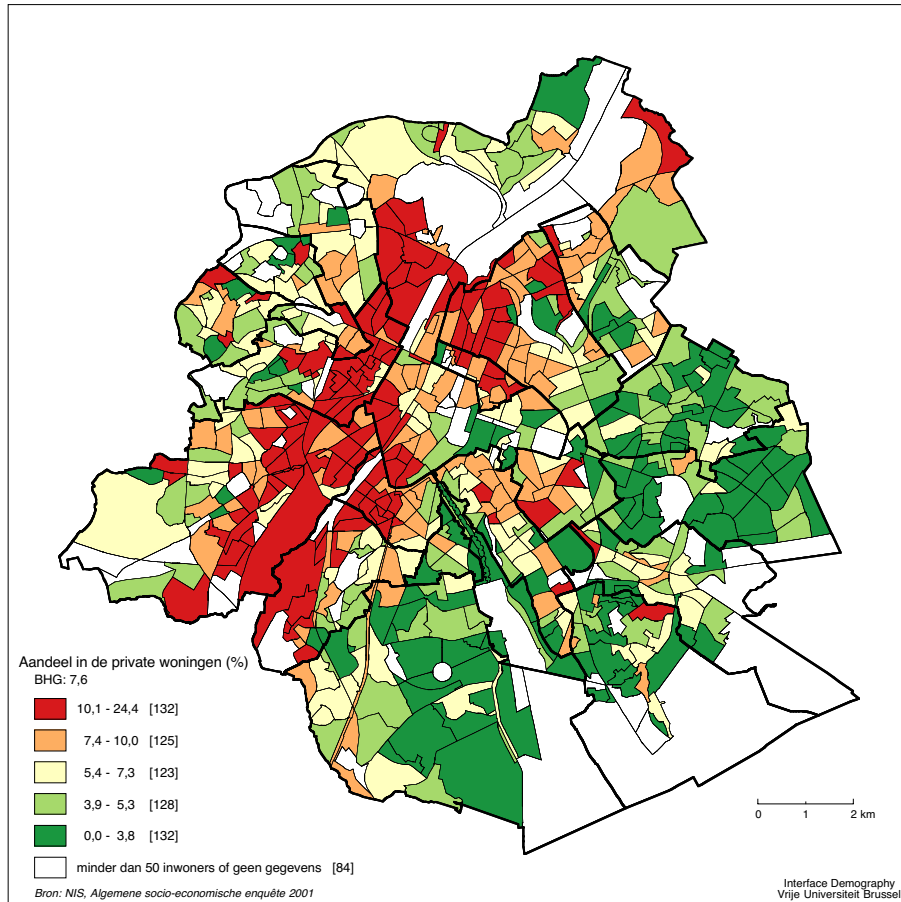 Aandeel in de private woningen (%)
BHG: 7,6
10,1 - 24,4 [132]
7,4 - 10,0 [125]
5,4 - 7,3 [123]
3,9 - 5,3 [128]
0,0 - 3,8 [132]
minder dan 50 inwoners of geen gegevens [84]
Bron: NIS, Algemene socio-economische enquête 2001
0 1 2 km
Interface Demography
Vrije Universiteit Brussel